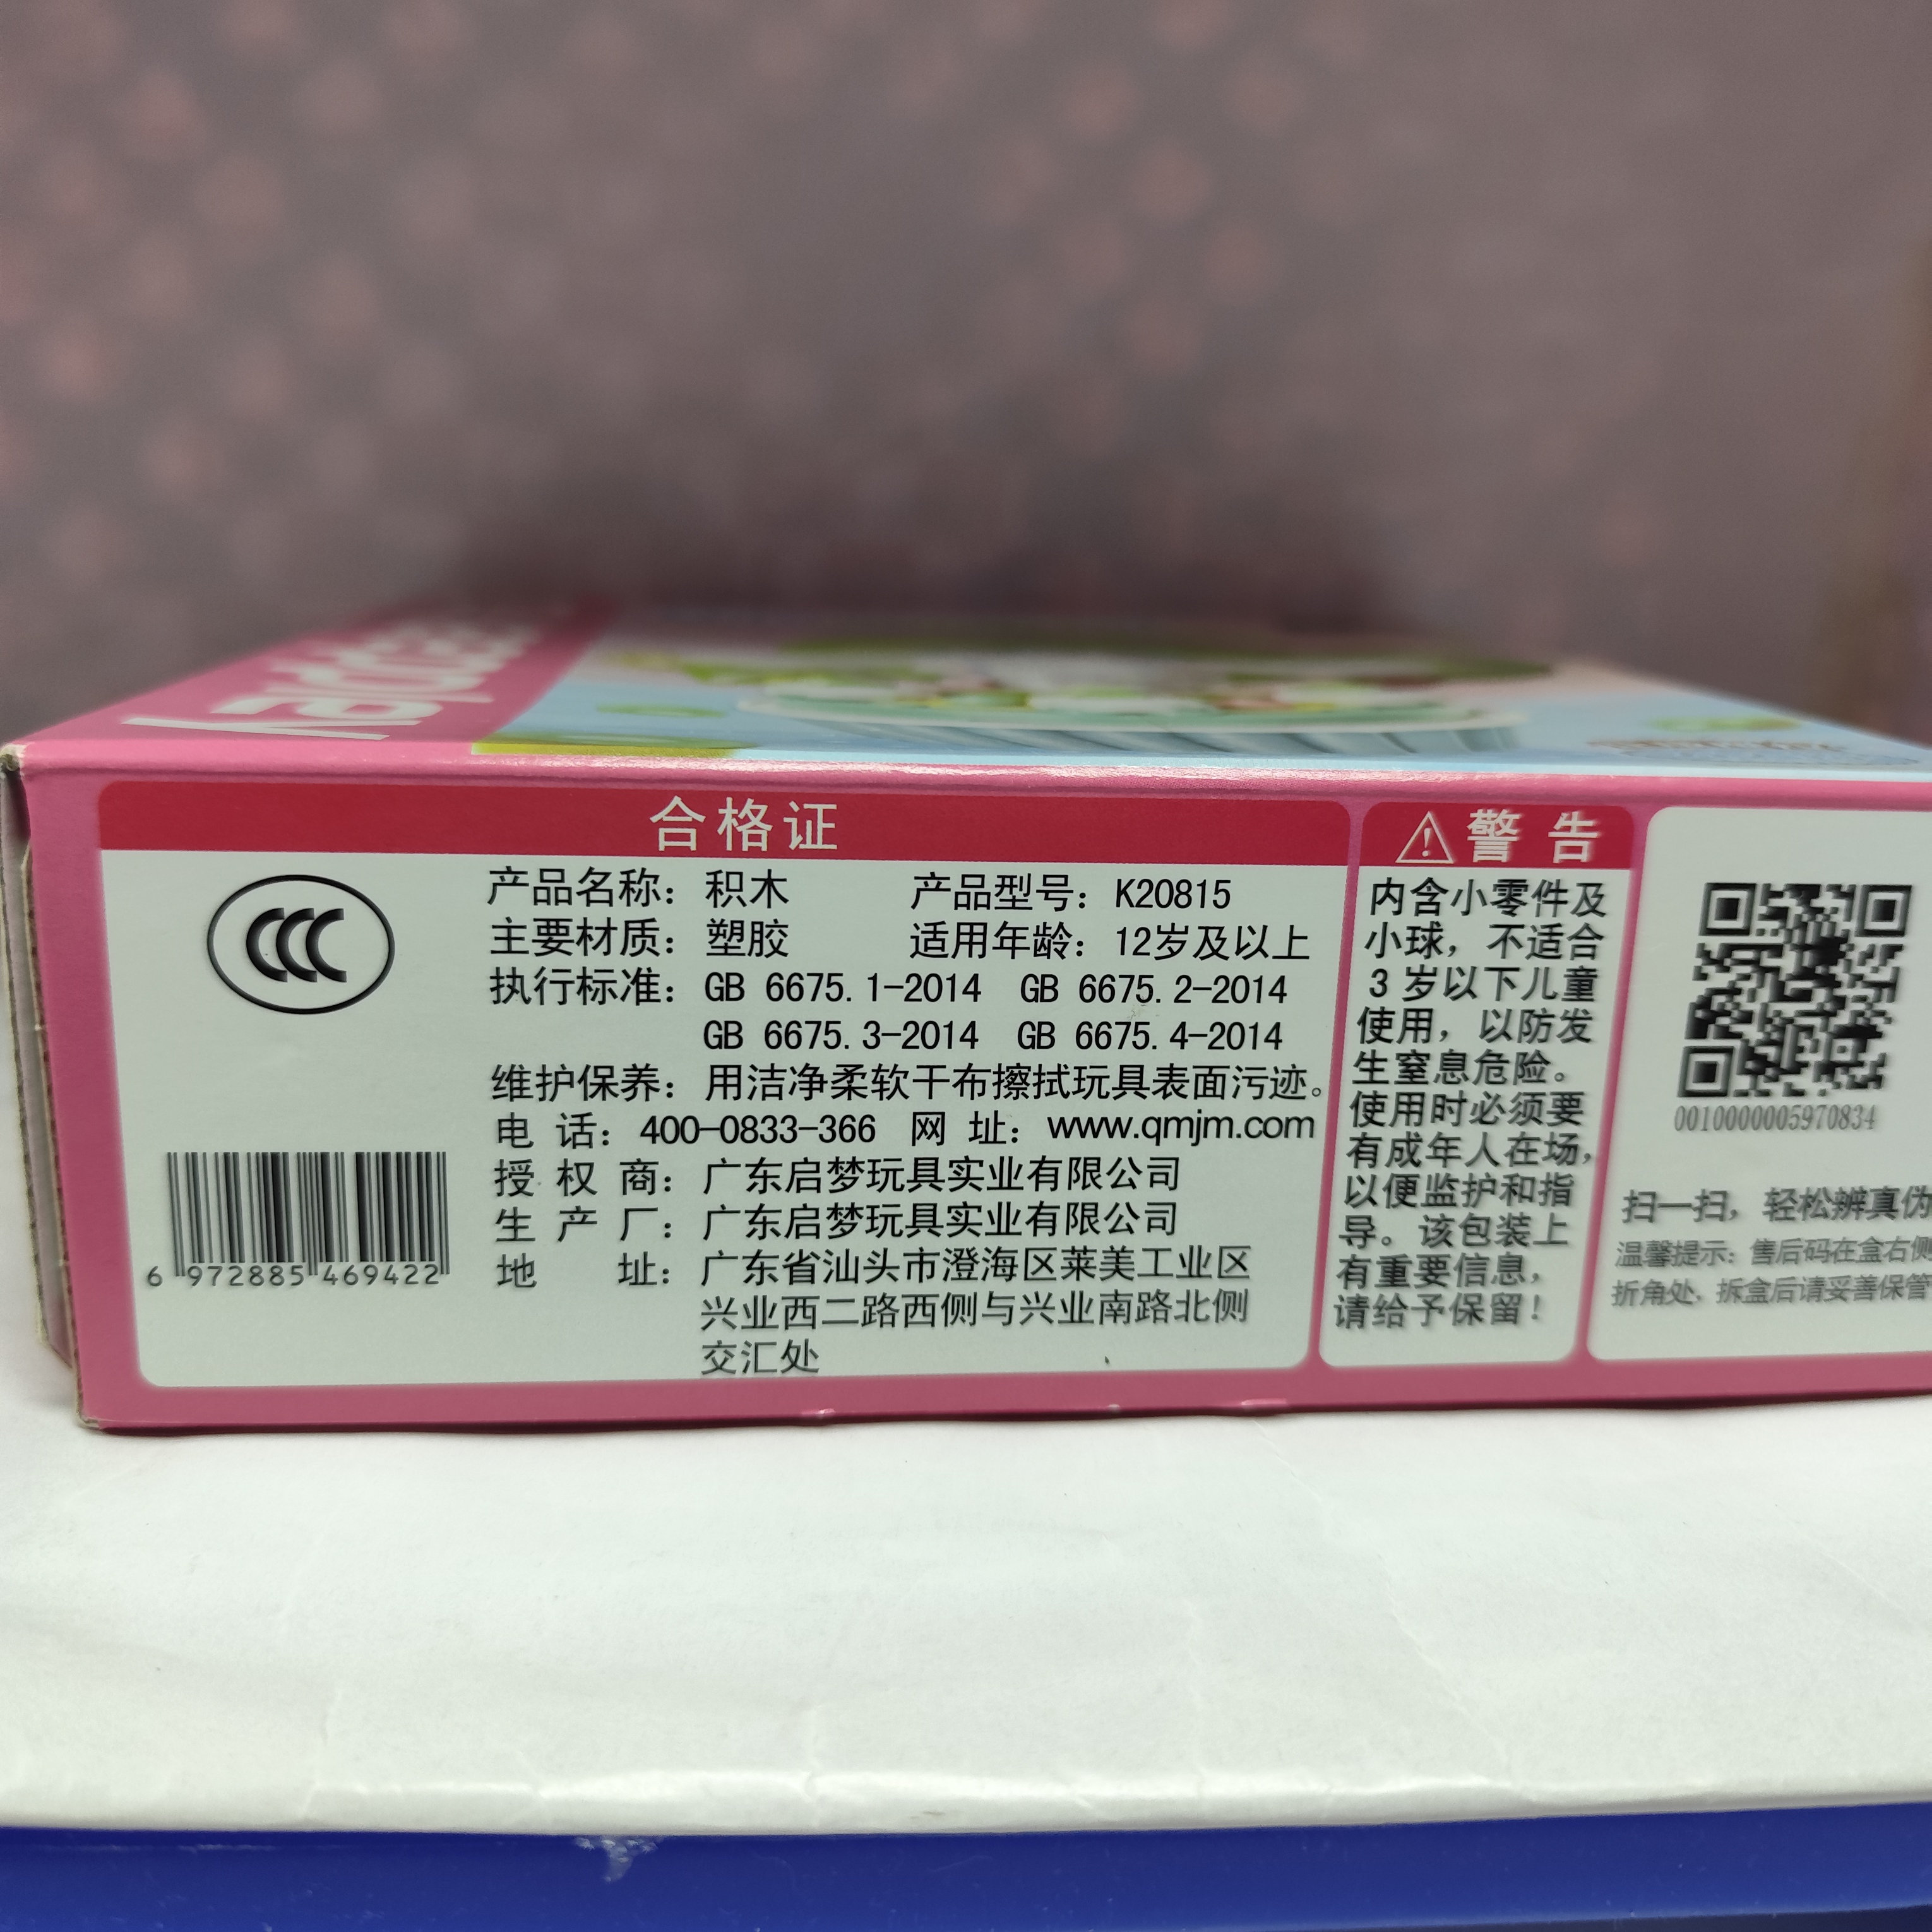 合格证
CCC
产品名称：积木 产品型号：K20815
主要材质：塑胶 适用年龄：12岁及以上
执行标准：GB 6675.1-2014 GB 6675.2-2014
GB 6675.3-2014 GB 6675.4-2014
维护保养：用洁净柔软干布擦拭玩具表面污迹。
电 话：400-0833-366 网 址：www.qmjm.com
授 权 商：广东启梦玩具实业有限公司
生 产 厂：广东启梦玩具实业有限公司
地 址：广东省汕头市澄海区莱美工业区
兴业西二路西侧与兴业南路北侧
交汇处
6 972885 469422
警 告
内含小零件及
小球，不适合
3 岁以下儿童
使用，以防发
生窒息危险。
使用时必须要
有成年人在场，
以便监护和指
导。该包装上
有重要信息，
请给予保留！
0010000005970834
扫一扫，轻松辨真伪
温馨提示：售后码在盒右侧
折角处，拆盒后请妥善保管